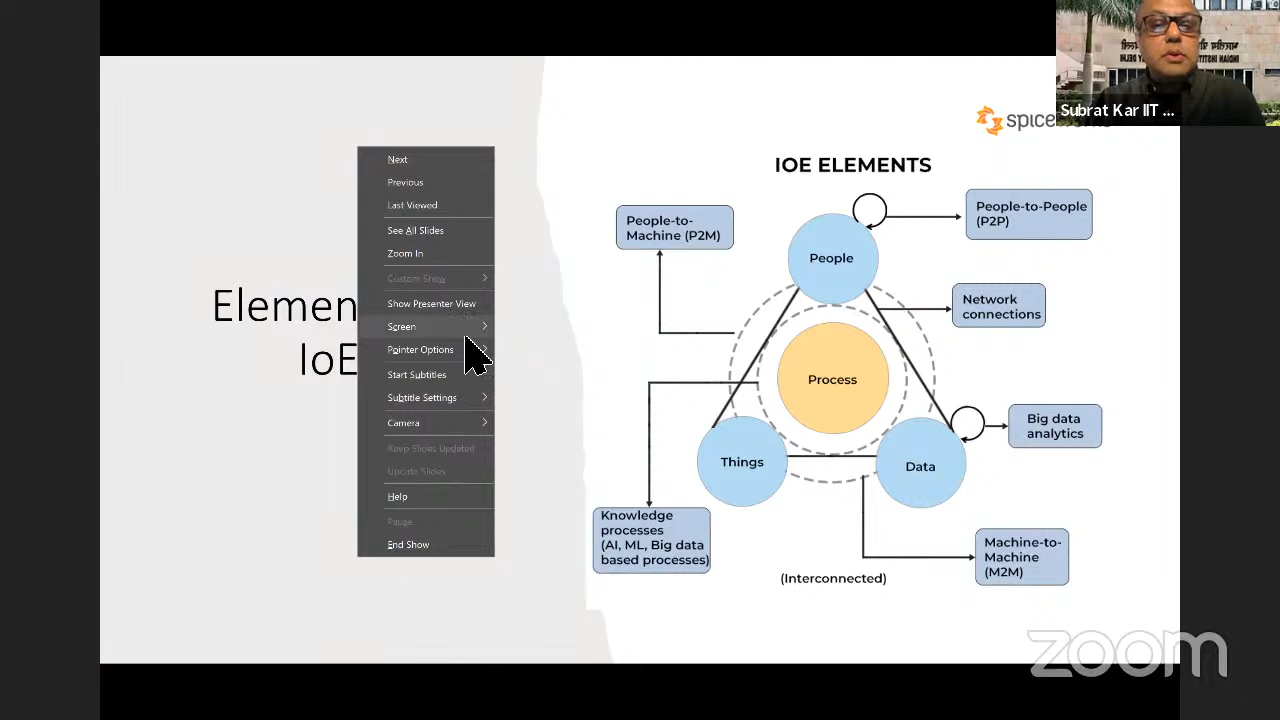 Subrat Kar IIT ...
spice
IOE ELEMENTS
Elemen
IoE
Next
Previous
Last Viewed
See All Slides
Zoom In
Custom Show
Show Presenter View
Screen
Pointer Options
Start Subtitles
Subtitle Settings
Camera
Keep Slides Updated
Update Slides
Help
Pause
End Show
People-to-
Machine (P2M)
People
People-to-People
(P2P)
Network
connections
Process
Big data
analytics
Things
Data
Knowledge
processes
(AI, ML, Big data
based processes)
Machine-to-
Machine
(M2M)
(Interconnected)
zoom